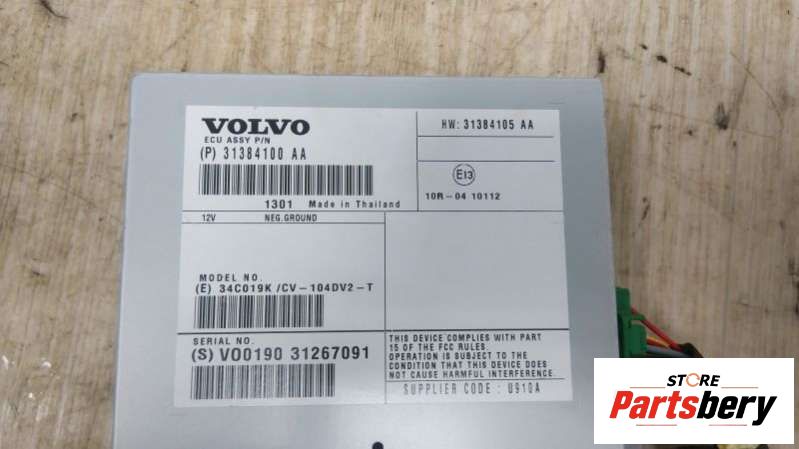 VOLVO
ECU ASSY P/N
(P) 31384100 AA
1301 Made in Thailand
HW: 31384105 AA
E13
10R-04 10112
12V NEG.GROUND
MODEL NO.
(E) 34C019K/CV-104DV2-T
SERIAL NO.
(S) VO0190 31267091
THIS DEVICE COMPLIES WITH PART
15 OF THE FCC RULES.
OPERATION IS SUBJECT TO THE
CONDITION THAT THIS DEVICE DOES
NOT CAUSE HARMFUL INTERFERENCE.
SUPPLIER CODE : U910A
STORE
Partsbery